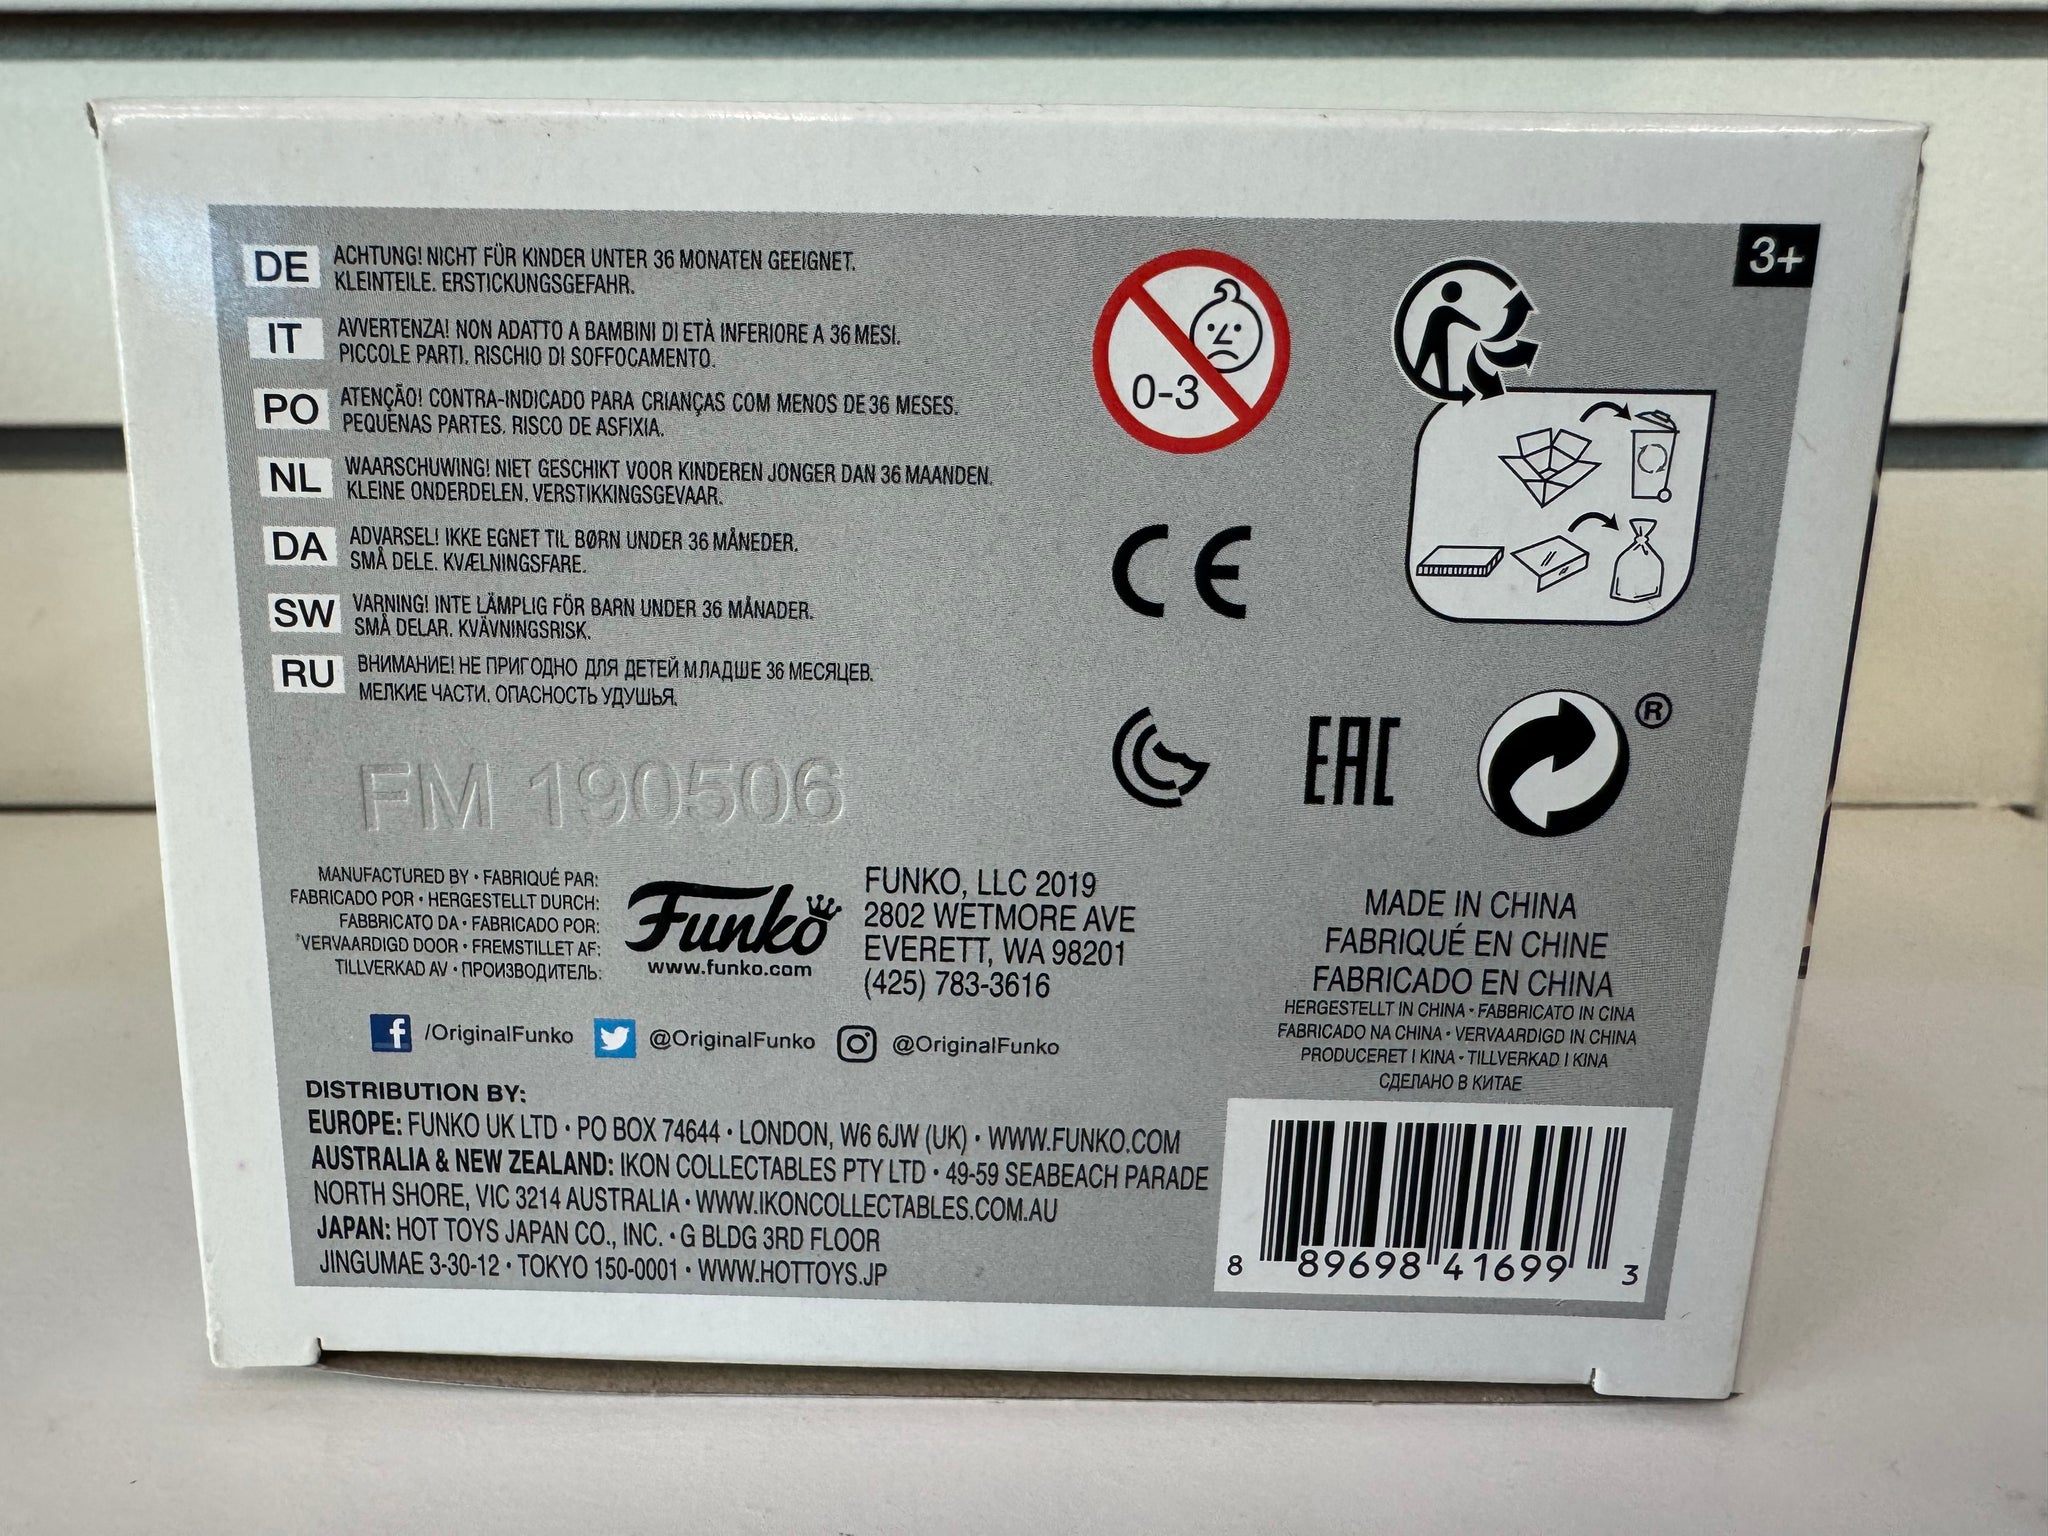 DE ACHTUNG! NICHT FÜR KINDER UNTER 36 MONATEN GEEIGNET.
KLEINTEILE. ERSTICKUNGSGEFAHR.
IT AVVERTENZA! NON ADATTO A BAMBINI DI ETÀ INFERIORE A 36 MESI.
PICCOLE PARTI. RISCHIO DI SOFFOCAMENTO.
PO ATENÇÃO! CONTRA-INDICADO PARA CRIANÇAS COM MENOS DE 36 MESES.
PEQUENAS PARTES. RISCO DE ASFIXIA.
NL WAARSCHUWING! NIET GESCHIKT VOOR KINDEREN JONGER DAN 36 MAANDEN.
KLEINE ONDERDELEN. VERSTIKKINGSGEVAAR.
DA ADVARSEL! IKKE EGNET TIL BØRN UNDER 36 MÅNEDER.
SMÅ DELE. KVÆLNINGSFARE.
SW VARNING! INTE LÄMPLIG FÖR BARN UNDER 36 MÅNADER.
SMÅ DELAR. KVÄVNINGSRISK.
RU ВНИМАНИЕ! НЕ ПРИГОДНО ДЛЯ ДЕТЕЙ МЛАДШЕ 36 МЕСЯЦЕВ.
МЕЛКИЕ ЧАСТИ. ОПАСНОСТЬ УДУШЬЯ.
0-3
3+
CE
EAC
®
FM 190506
MANUFACTURED BY • FABRIQUÉ PAR:
FABRICADO POR • HERGESTELLT DURCH:
FABBRICATO DA • FABRICADO POR:
VERVAARDIGD DOOR • FREMSTILLET AF:
TILLVERKAD AV • ПРОИЗВОДИТЕЛЬ:
Funko
www.funko.com
FUNKO, LLC 2019
2802 WETMORE AVE
EVERETT, WA 98201
(425) 783-3616
MADE IN CHINA
FABRIQUÉ EN CHINE
FABRICADO EN CHINA
HERGESTELLT IN CHINA • FABBRICATO IN CINA
FABRICADO NA CHINA • VERVAARDIGD IN CHINA
PRODUCERET I KINA • TILLVERKAD I KINA
СДЕЛАНО В КИТАЕ
f /OriginalFunko @OriginalFunko @OriginalFunko
DISTRIBUTION BY:
EUROPE: FUNKO UK LTD • PO BOX 74644 • LONDON, W6 6JW (UK) • WWW.FUNKO.COM
AUSTRALIA & NEW ZEALAND: IKON COLLECTABLES PTY LTD • 49-59 SEABEACH PARADE
NORTH SHORE, VIC 3214 AUSTRALIA • WWW.IKONCOLLECTABLES.COM.AU
JAPAN: HOT TOYS JAPAN CO., INC. • G BLDG 3RD FLOOR
JINGUMAE 3-30-12 • TOKYO 150-0001 • WWW.HOTTOYS.JP
8 89698 41699 3